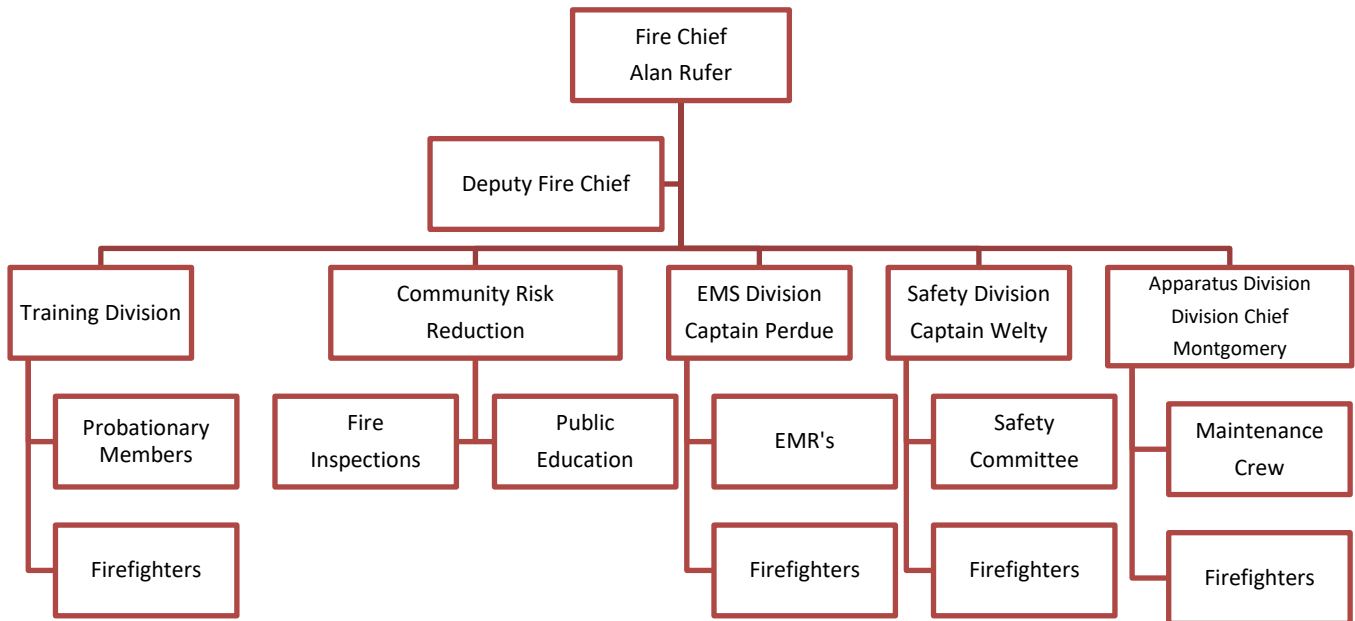 Fire Chief
Alan Rufer
Deputy Fire Chief
Training Division
Community Risk
Reduction
EMS Division
Captain Perdue
Safety Division
Captain Welty
Apparatus Division
Division Chief
Montgomery
Probationary
Members
Fire
Inspections
Public
Education
EMR's
Safety
Committee
Maintenance
Crew
Firefighters
Firefighters
Firefighters
Firefighters